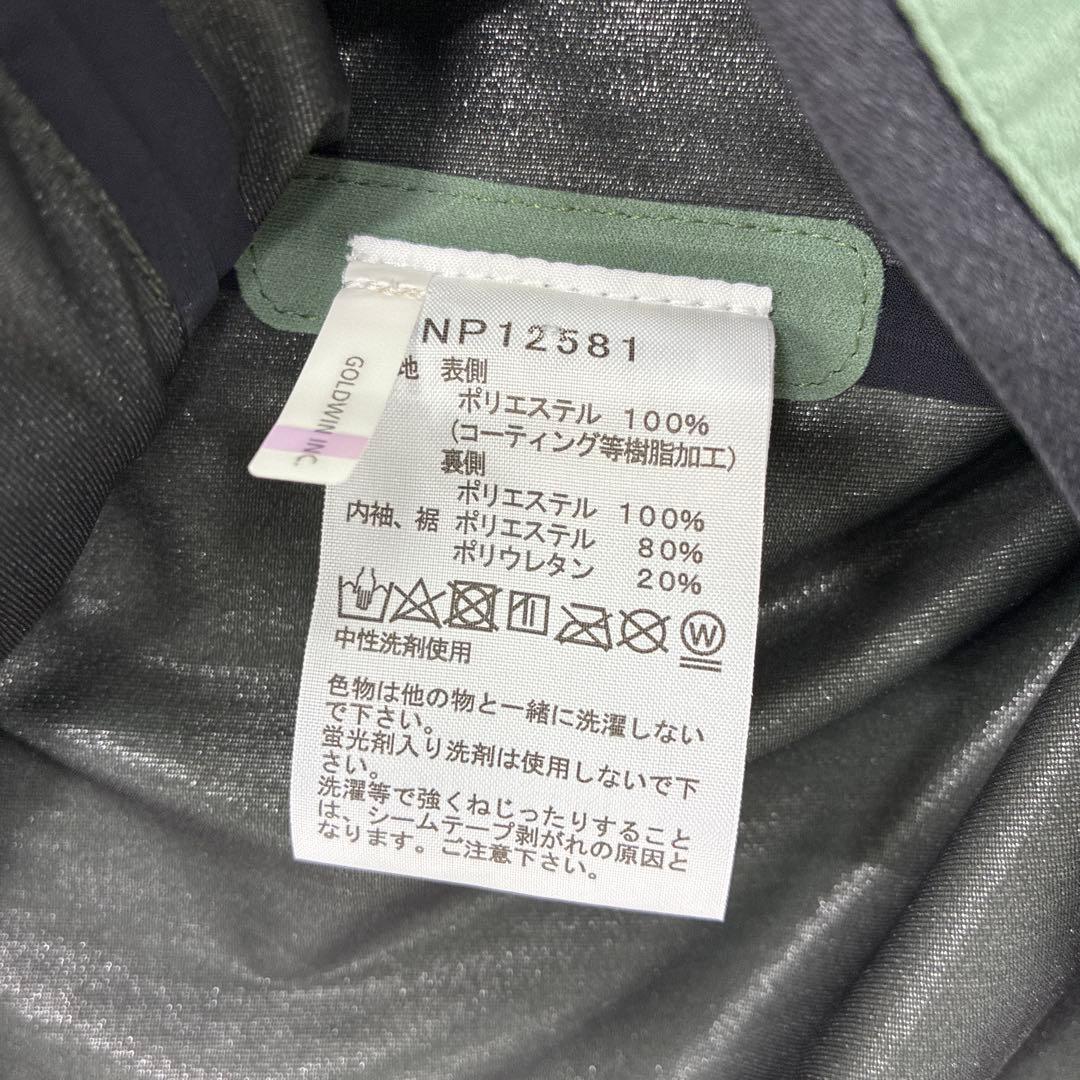 NP12581
地 表側
ポリエステル 100%
(コーティング等樹脂加工)
裏側
ポリエステル 100%
内袖、裾 ポリエステル 80%
ポリウレタン 20%
W
中性洗剤使用
色物は他の物と一緒に洗濯しない
で下さい。
蛍光剤入り洗剤は使用しないで下
さい。
洗濯等で強くねじったりすること
は、シームテープ剥がれの原因と
なります。ご注意下さい。
GOLDWIN INC